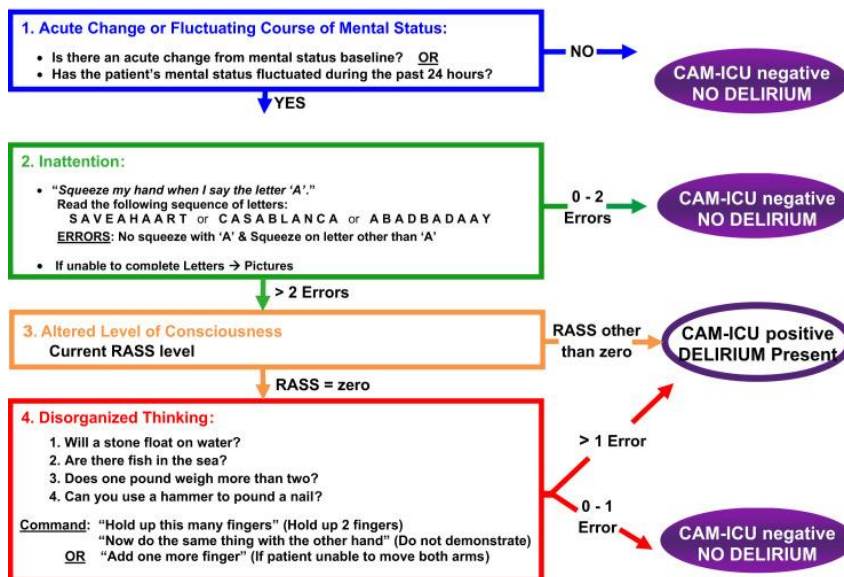 1. Acute Change or Fluctuating Course of Mental Status:
• Is there an acute change from mental status baseline? OR
• Has the patient's mental status fluctuated during the past 24 hours?
NO
CAM-ICU negative
NO DELIRIUM
YES
2. Inattention:
• “Squeeze my hand when I say the letter ‘A’.”
Read the following sequence of letters:
S A V E A H A A R T or C A S A B L A N C A or A B A D B A D A A Y
ERRORS: No squeeze with ‘A’ & Squeeze on letter other than ‘A’
• If unable to complete Letters → Pictures
0 - 2
Errors
CAM-ICU negative
NO DELIRIUM
> 2 Errors
3. Altered Level of Consciousness
Current RASS level
RASS other
than zero
CAM-ICU positive
DELIRIUM Present
RASS = zero
4. Disorganized Thinking:
1. Will a stone float on water?
2. Are there fish in the sea?
3. Does one pound weigh more than two?
4. Can you use a hammer to pound a nail?
Command: “Hold up this many fingers” (Hold up 2 fingers)
“Now do the same thing with the other hand” (Do not demonstrate)
OR “Add one more finger” (If patient unable to move both arms)
> 1 Error
0 - 1
Error
CAM-ICU negative
NO DELIRIUM